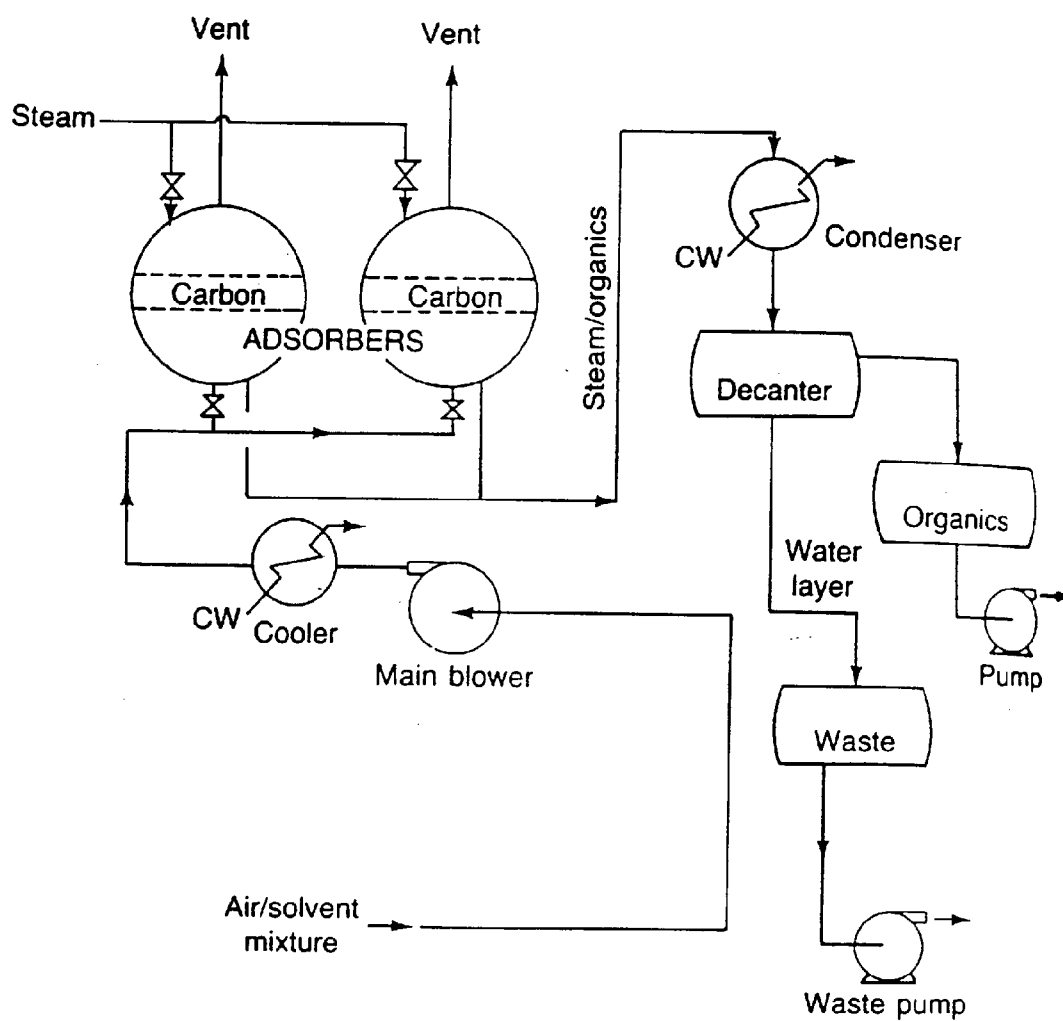 Vent
Vent
Steam
Carbon
Carbon
ADSORBERS
Steam/organics
CW
Condenser
Decanter
Organics
Water
layer
CW
Cooler
Main blower
Pump
Waste
Air/solvent
mixture
Waste pump